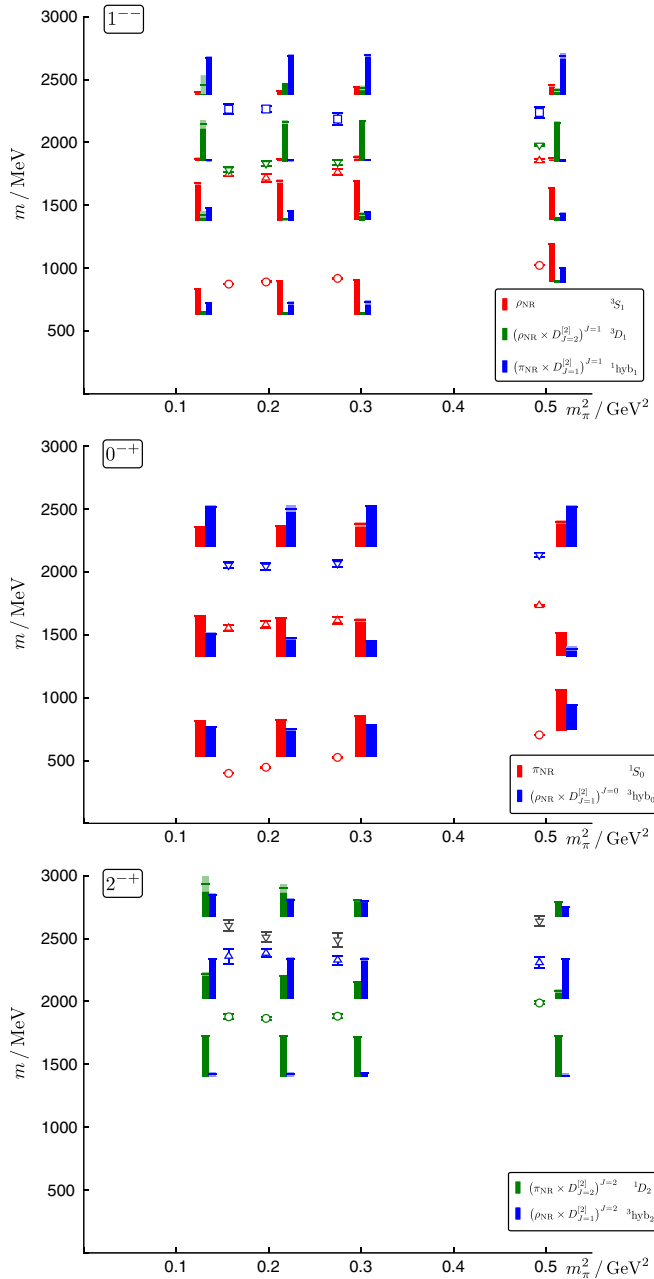 1⁻⁻
3000
2500
2000
1500
1000
500
m / MeV
ρ_NR ³S₁
(ρ_NR × D^[2]_{J=2})^{J=1} ³D₁
(π_NR × D^[2]_{J=1})^{J=1} ¹hyb₁
0.1 0.2 0.3 0.4 0.5 m²_π / GeV²
0⁻⁺
3000
2500
2000
1500
1000
500
m / MeV
π_NR ¹S₀
(ρ_NR × D^[2]_{J=1})^{J=0} ³hyb₀
0.1 0.2 0.3 0.4 0.5 m²_π / GeV²
2⁻⁺
3000
2500
2000
1500
1000
500
m / MeV
(π_NR × D^[2]_{J=2})^{J=2} ¹D₂
(ρ_NR × D^[2]_{J=1})^{J=2} ³hyb₂
0.1 0.2 0.3 0.4 0.5 m²_π / GeV²